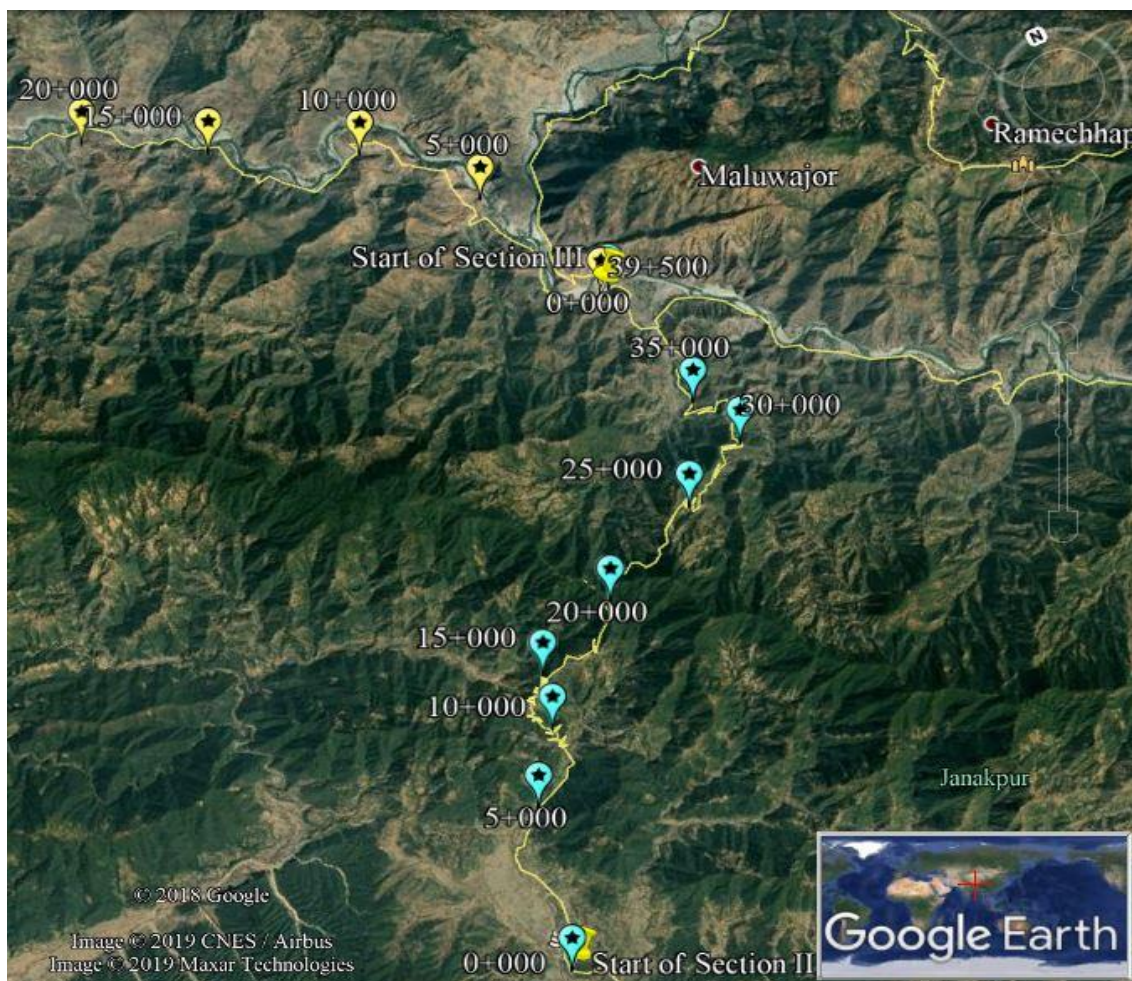 N
20+000
15+000
10+000
5+000
Ramechhap
Maluwajor
Start of Section III
39+500
0+000
35+000
30+000
25+000
20+000
15+000
10+000
Janakpur
5+000
© 2018 Google
Image © 2019 CNES / Airbus
Image © 2019 Maxar Technologies
0+000
Start of Section II
Google Earth